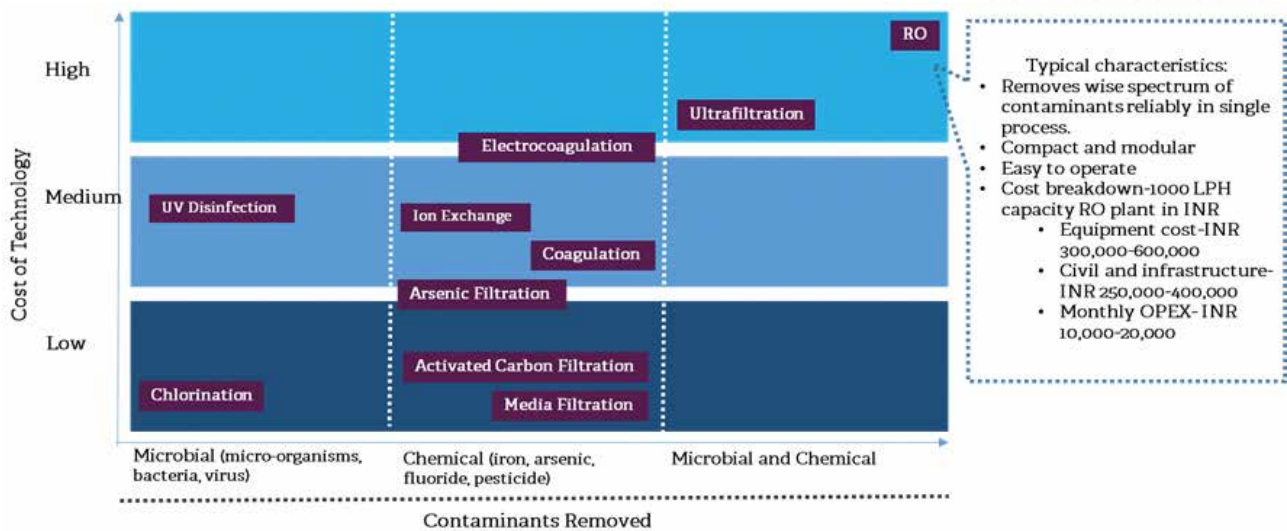 High
Medium
Low
Cost of Technology
RO
Ultrafiltration
Electrocoagulation
UV Disinfection
Ion Exchange
Coagulation
Arsenic Filtration
Activated Carbon Filtration
Chlorination
Media Filtration
Microbial (micro-organisms,
bacteria, virus)
Chemical (iron, arsenic,
fluoride, pesticide)
Microbial and Chemical
Contaminants Removed
Typical characteristics:
• Removes wise spectrum of
contaminants reliably in single
process.
• Compact and modular
• Easy to operate
• Cost breakdown-1000 LPH
capacity RO plant in INR
• Equipment cost-INR
300,000-600,000
• Civil and infrastructure-
INR 250,000-400,000
• Monthly OPEX- INR
10,000-20,000